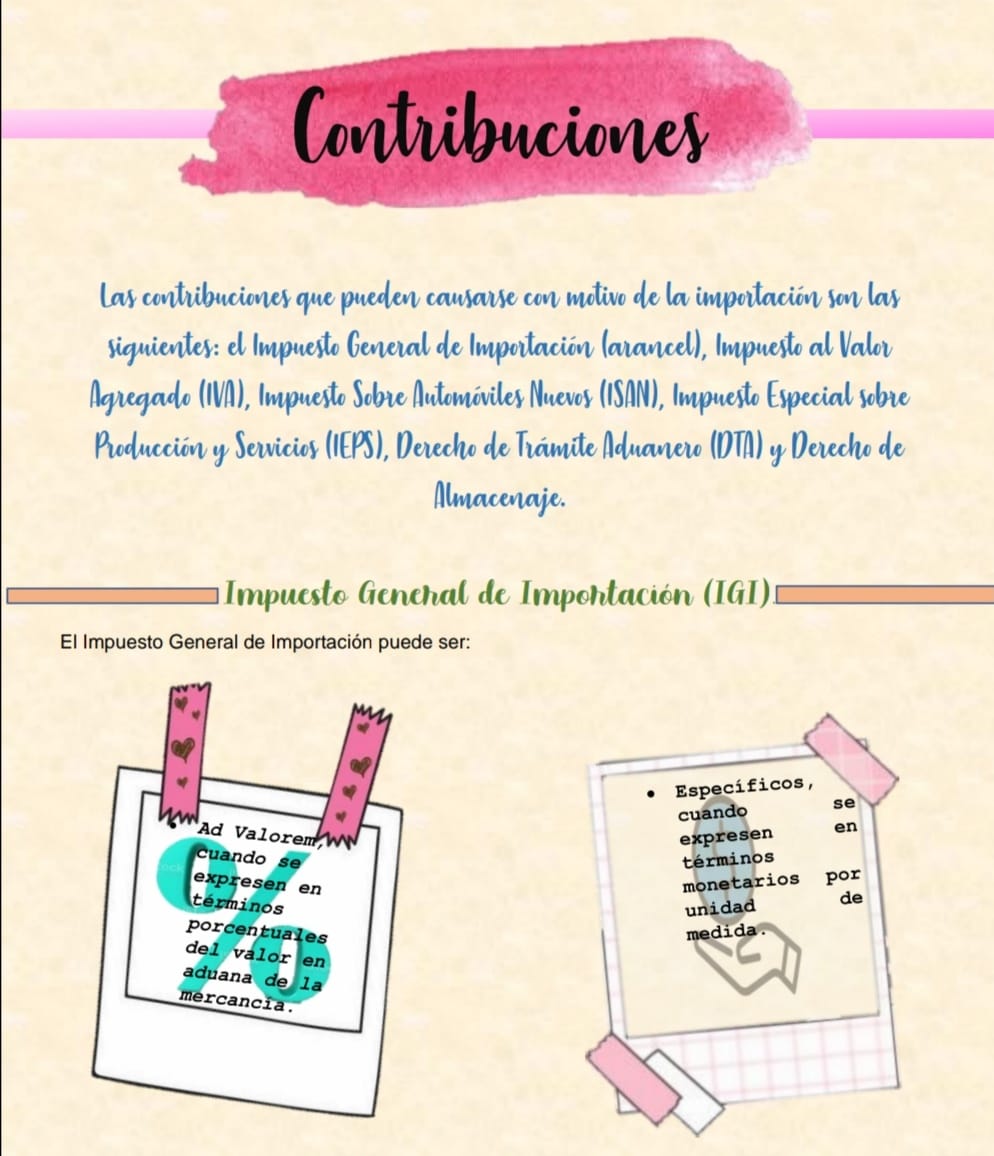 Contribuciones
Las contribuciones que pueden causarse con motivo de la importación son las
siguientes: el Impuesto General de Importación (arancel), Impuesto al Valor
Agregado (IVA), Impuesto Sobre Automóviles Nuevos (ISAN), Impuesto Especial sobre
Producción y Servicios (IEPS), Derecho de Trámite Aduanero (DTA) y Derecho de
Almacenaje.
Impuesto General de Importación (IGI).
El Impuesto General de Importación puede ser:
• Ad Valorem,
cuando se
expresen en
términos
porcentuales
del valor en
aduana de la
mercancía.
• Específicos,
cuando se
expresen en
términos
monetarios por
unidad de
medida.